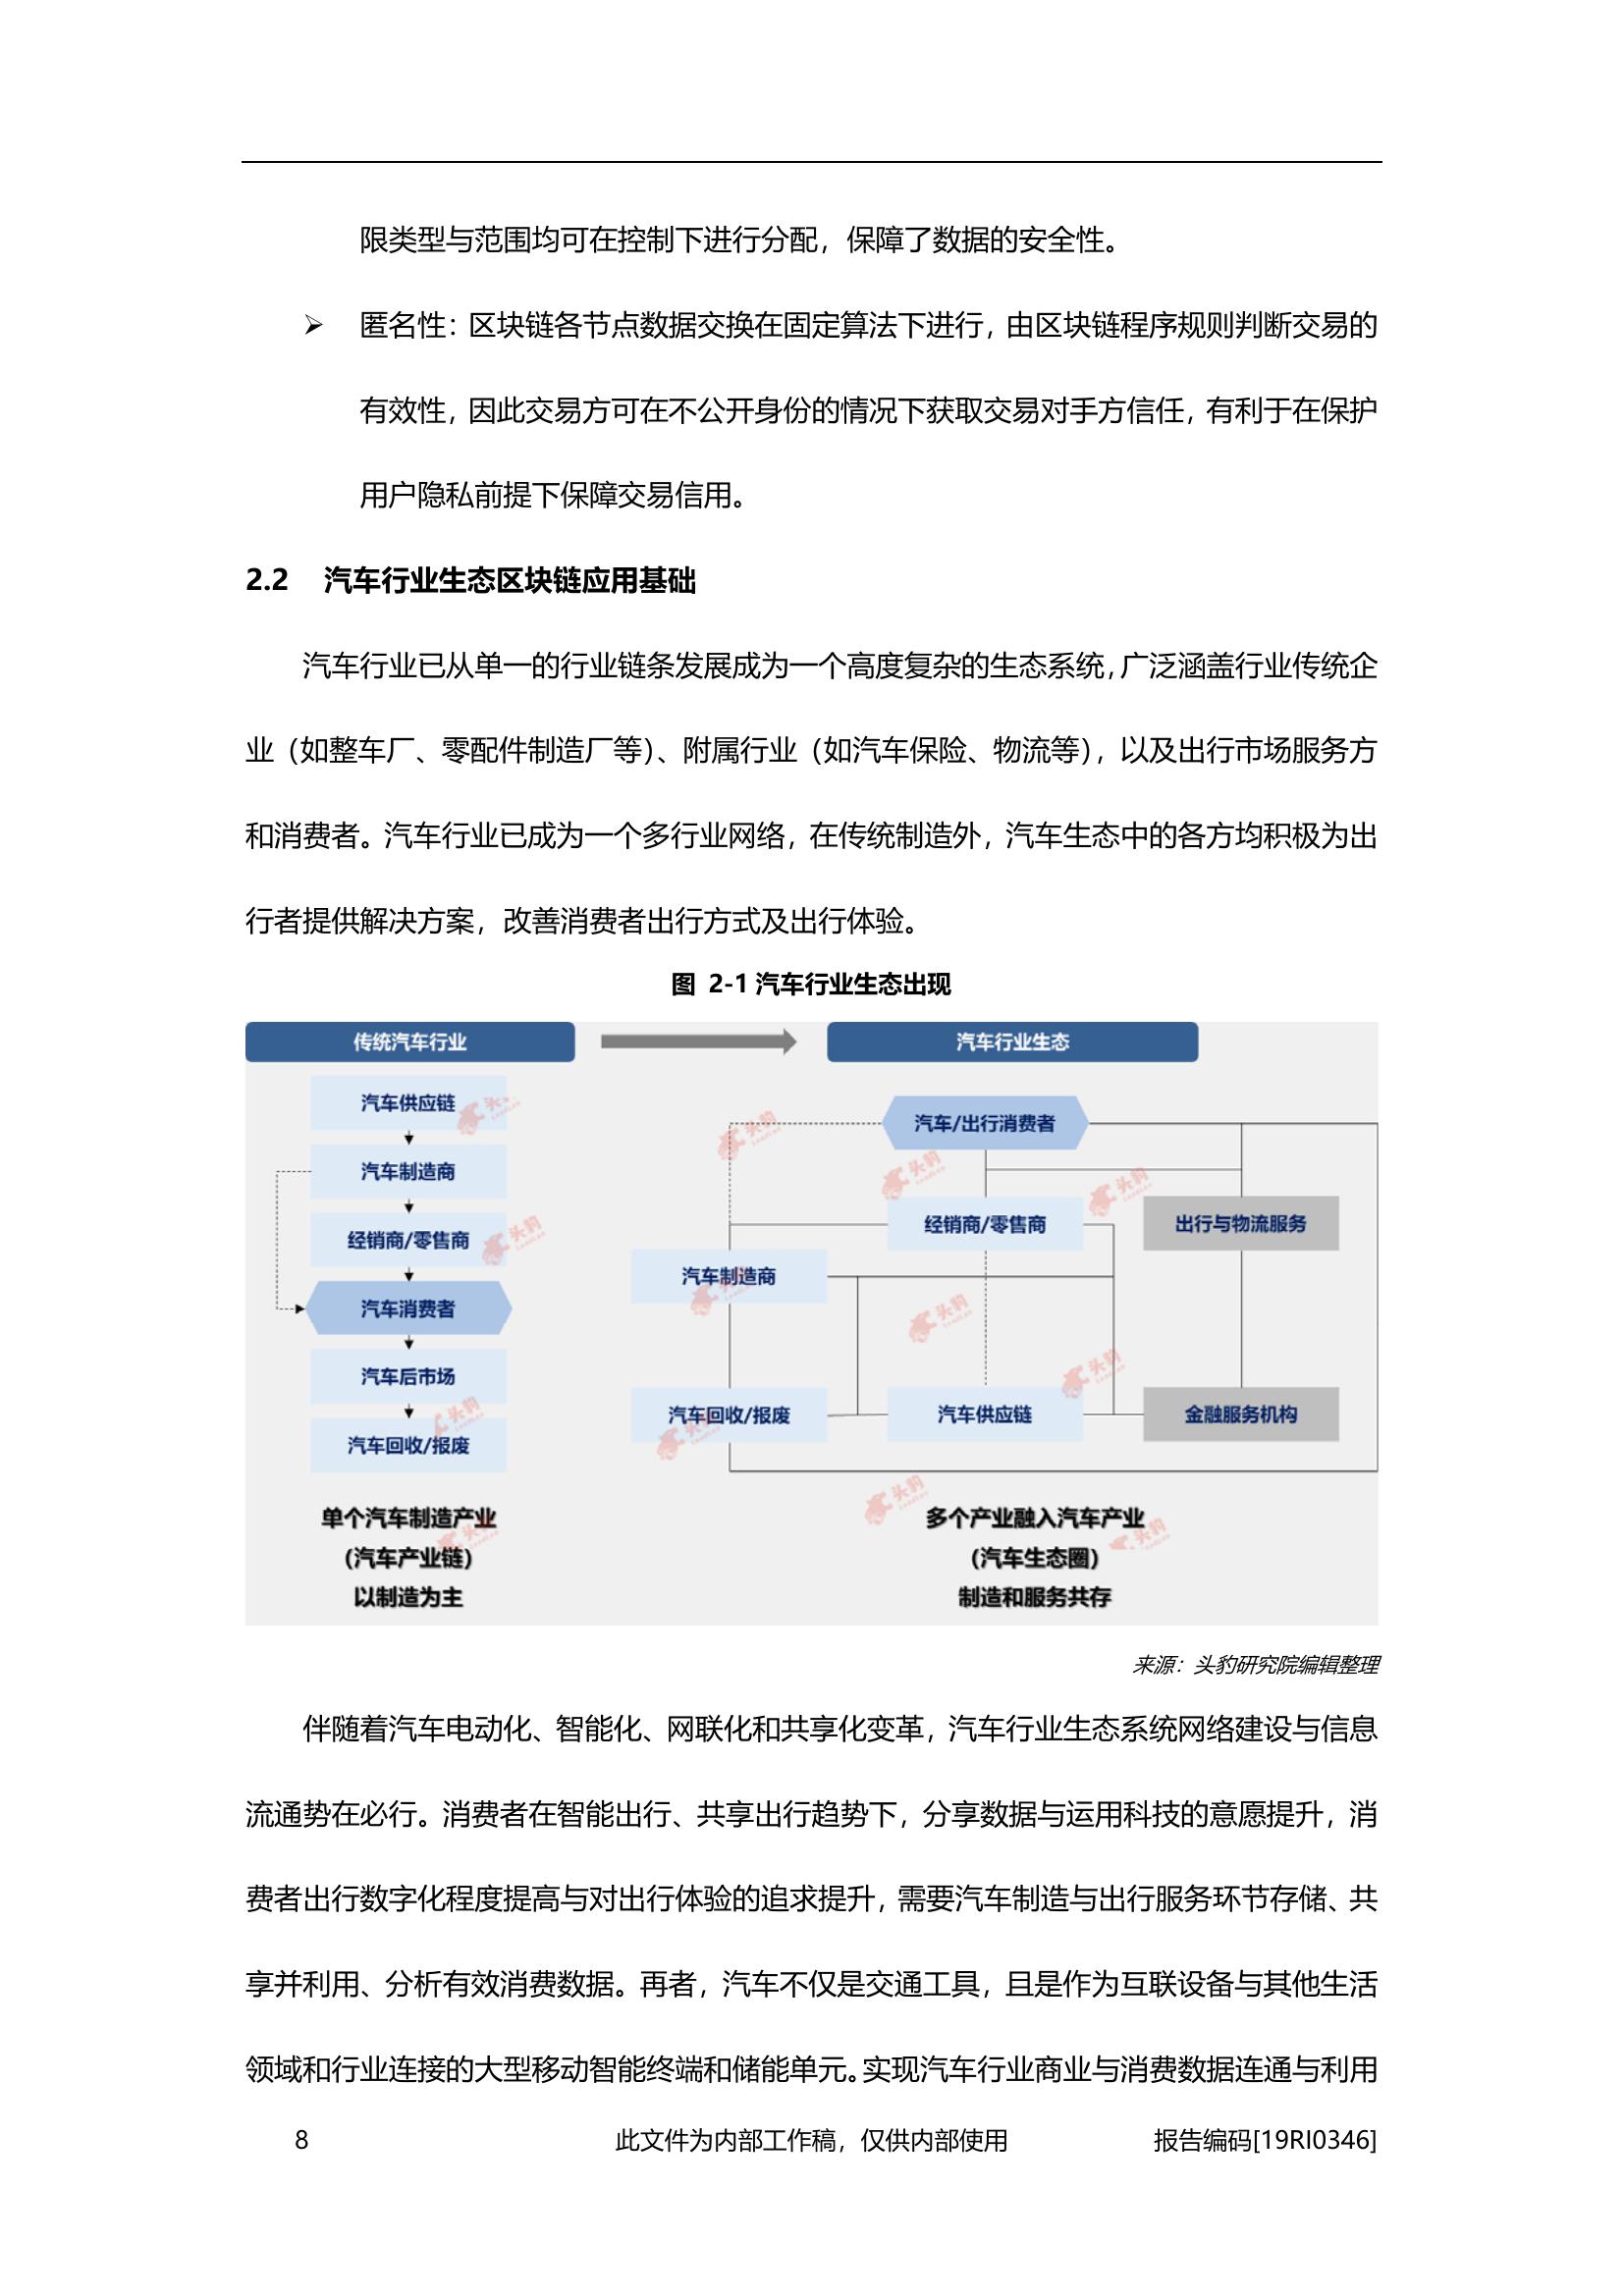 限类型与范围均可在控制下进行分配，保障了数据的安全性。
➢ 匿名性：区块链各节点数据交换在固定算法下进行，由区块链程序规则判断交易的
有效性，因此交易方可在不公开身份的情况下获取交易对手方信任，有利于在保护
用户隐私前提下保障交易信用。
2.2 汽车行业生态区块链应用基础
汽车行业已从单一的行业链条发展成为一个高度复杂的生态系统，广泛涵盖行业传统企
业（如整车厂、零配件制造厂等）、附属行业（如汽车保险、物流等），以及出行市场服务方
和消费者。汽车行业已成为一个多行业网络，在传统制造外，汽车生态中的各方均积极为出
行者提供解决方案，改善消费者出行方式及出行体验。
图 2-1 汽车行业生态出现
传统汽车行业
汽车供应链
汽车制造商
经销商/零售商
汽车消费者
汽车后市场
汽车回收/报废
单个汽车制造产业
（汽车产业链）
以制造为主
汽车行业生态
汽车/出行消费者
经销商/零售商
出行与物流服务
汽车制造商
汽车回收/报废
汽车供应链
金融服务机构
多个产业融入汽车产业
（汽车生态圈）
制造和服务共存
头豹
来源：头豹研究院编辑整理
伴随着汽车电动化、智能化、网联化和共享化变革，汽车行业生态系统网络建设与信息
流通势在必行。消费者在智能出行、共享出行趋势下，分享数据与运用科技的意愿提升，消
费者出行数字化程度提高与对出行体验的追求提升，需要汽车制造与出行服务环节存储、共
享并利用、分析有效消费数据。再者，汽车不仅是交通工具，且是作为互联设备与其他生活
领域和行业连接的大型移动智能终端和储能单元。实现汽车行业商业与消费数据连通与利用
8 此文件为内部工作稿，仅供内部使用 报告编码[19RI0346]